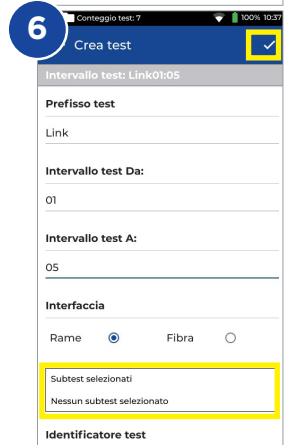 6
Conteggio test: 7
100% 10:37
Crea test
Intervallo test: Link01:05
Prefisso test
Link
Intervallo test Da:
01
Intervallo test A:
05
Interfaccia
Rame
Fibra
Subtest selezionati
Nessun subtest selezionato
Identificatore test